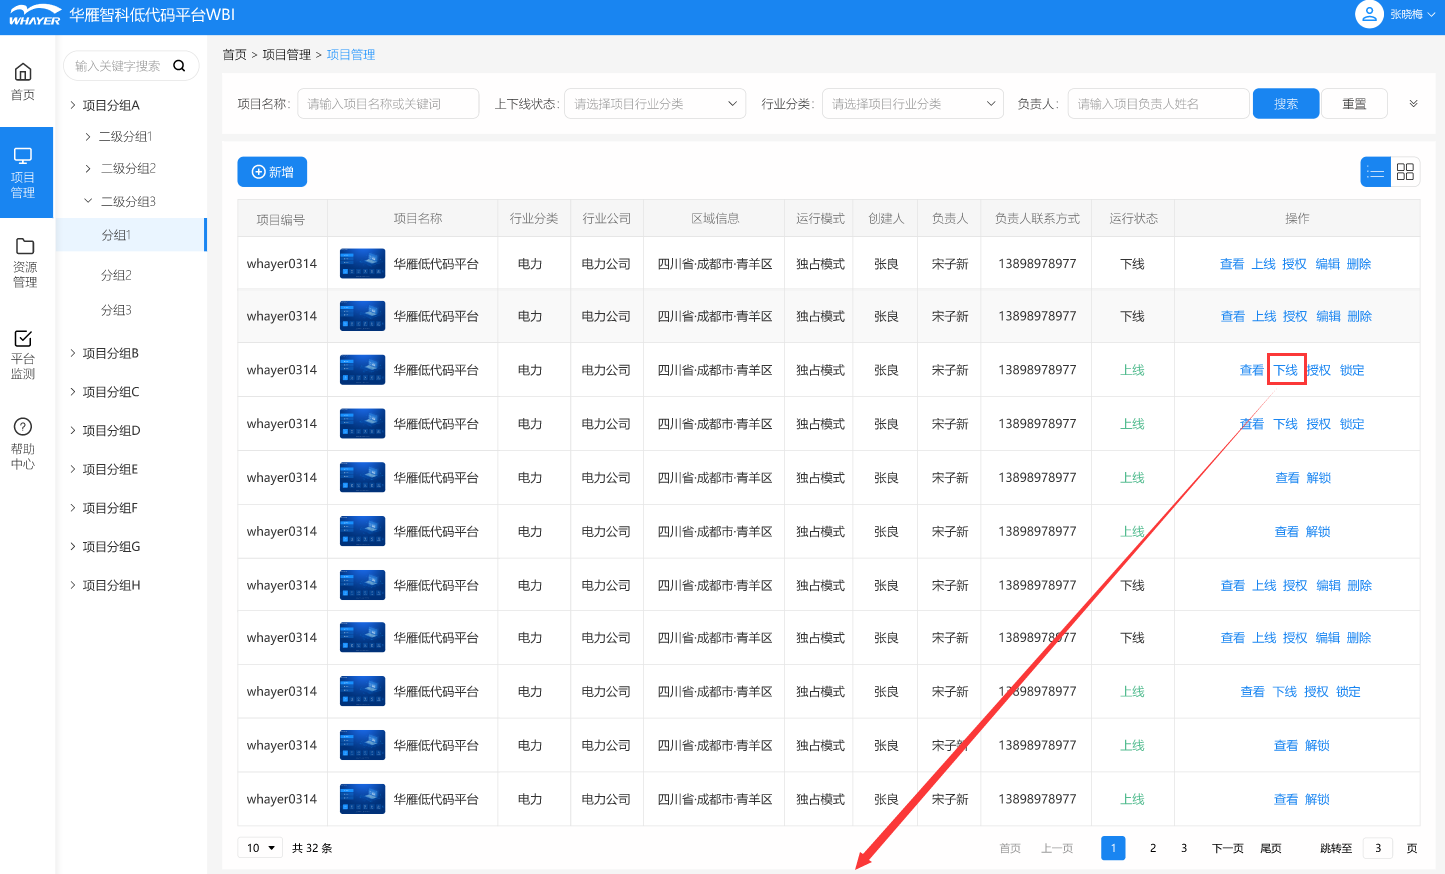 WHAYER 华雁智科低代码平台WBI
张晓梅
首页
项目管理
资源管理
平台监测
帮助中心
输入关键字搜索
项目分组A
二级分组1
二级分组2
二级分组3
分组1
分组2
分组3
项目分组B
项目分组C
项目分组D
项目分组E
项目分组F
项目分组G
项目分组H
首页 > 项目管理 > 项目管理
项目名称: 请输入项目名称或关键词 上下线状态: 请选择项目行业分类 行业分类: 请选择项目行业分类 负责人: 请输入项目负责人姓名 搜索 重置
新增
项目编号 项目名称 行业分类 行业公司 区域信息 运行模式 创建人 负责人 负责人联系方式 运行状态 操作
whayer0314 华雁低代码平台 电力 电力公司 四川省·成都市·青羊区 独占模式 张良 宋子新 13898978977 下线 查看 上线 授权 编辑 删除
whayer0314 华雁低代码平台 电力 电力公司 四川省·成都市·青羊区 独占模式 张良 宋子新 13898978977 下线 查看 上线 授权 编辑 删除
whayer0314 华雁低代码平台 电力 电力公司 四川省·成都市·青羊区 独占模式 张良 宋子新 13898978977 上线 查看 下线 授权 锁定
whayer0314 华雁低代码平台 电力 电力公司 四川省·成都市·青羊区 独占模式 张良 宋子新 13898978977 上线 查看 下线 授权 锁定
whayer0314 华雁低代码平台 电力 电力公司 四川省·成都市·青羊区 独占模式 张良 宋子新 13898978977 上线 查看 解锁
whayer0314 华雁低代码平台 电力 电力公司 四川省·成都市·青羊区 独占模式 张良 宋子新 13898978977 上线 查看 解锁
whayer0314 华雁低代码平台 电力 电力公司 四川省·成都市·青羊区 独占模式 张良 宋子新 13898978977 下线 查看 上线 授权 编辑 删除
whayer0314 华雁低代码平台 电力 电力公司 四川省·成都市·青羊区 独占模式 张良 宋子新 13898978977 下线 查看 上线 授权 编辑 删除
whayer0314 华雁低代码平台 电力 电力公司 四川省·成都市·青羊区 独占模式 张良 宋子新 13898978977 上线 查看 下线 授权 锁定
whayer0314 华雁低代码平台 电力 电力公司 四川省·成都市·青羊区 独占模式 张良 宋子新 13898978977 上线 查看 解锁
whayer0314 华雁低代码平台 电力 电力公司 四川省·成都市·青羊区 独占模式 张良 宋子新 13898978977 上线 查看 解锁
10 共 32 条 首页 上一页 1 2 3 下一页 尾页 跳转至 3 页